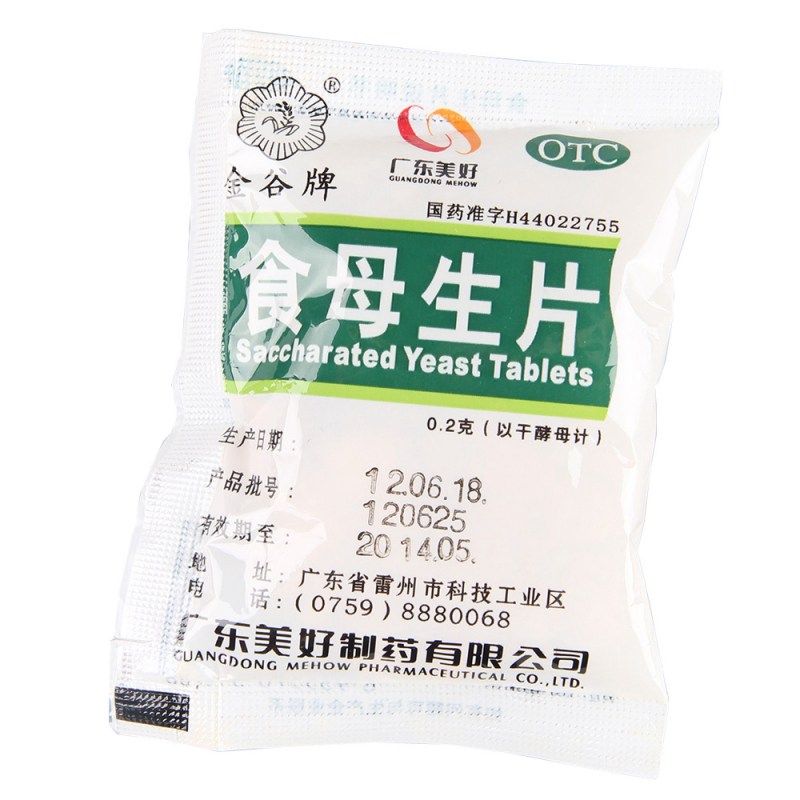 ®
金谷牌
广东美好
GUANGDONG MEHOW
OTC
国药准字H44022755
食母生片
Saccharated Yeast Tablets
0.2克（以干酵母计）
生产日期：
12.06.18.
产品批号：
120625
有效期至：
2014.05.
地 址：广东省雷州市科技工业区
电 话：(0759) 8880068
广东美好制药有限公司
GUANGDONG MEHOW PHARMACEUTICAL CO.,LTD.